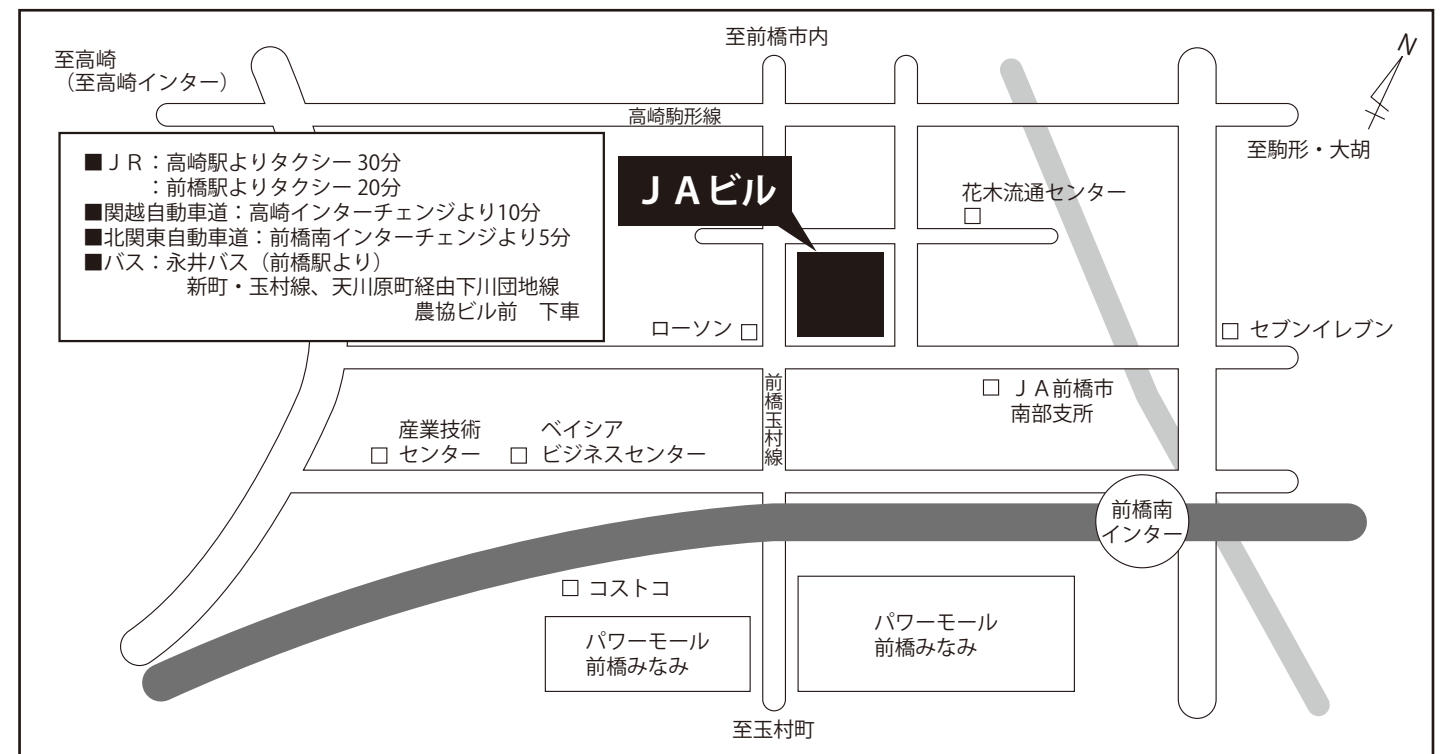 至前橋市内
N
至高崎
（至高崎インター）
高崎駒形線
至駒形・大胡
■ＪＲ：高崎駅よりタクシー 30分
：前橋駅よりタクシー 20分
■関越自動車道：高崎インターチェンジより10分
■北関東自動車道：前橋南インターチェンジより5分
■バス：永井バス（前橋駅より）
新町・玉村線、天川原町経由下川団地線
農協ビル前　下車
ＪＡビル
花木流通センター
ローソン
セブンイレブン
前橋玉村線
ＪＡ前橋市
南部支所
産業技術
センター
ベイシア
ビジネスセンター
前橋南
インター
コストコ
パワーモール
前橋みなみ
パワーモール
前橋みなみ
至玉村町